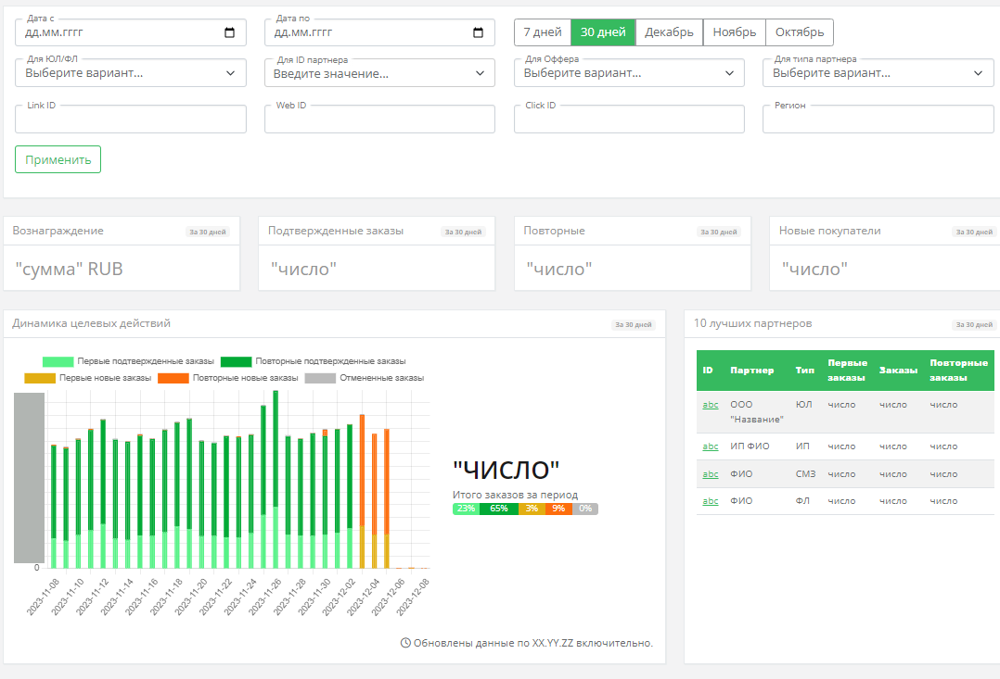 Дата с
дд.мм.гггг
Дата по
дд.мм.гггг
7 дней 30 дней Декабрь Ноябрь Октябрь
Для ЮЛ/ФЛ
Выберите вариант...
Для ID партнера
Введите значение...
Для Оффера
Выберите вариант...
Для типа партнера
Выберите вариант...
Link ID
Web ID
Click ID
Регион
Применить
Вознаграждение За 30 дней
"сумма" RUB
Подтвержденные заказы За 30 дней
"число"
Повторные За 30 дней
"число"
Новые покупатели За 30 дней
"число"
Динамика целевых действий За 30 дней
Первые подтвержденные заказы Повторные подтвержденные заказы
Первые новые заказы Повторные новые заказы Отмененные заказы
0
2023-11-08 2023-11-10 2023-11-12 2023-11-14 2023-11-16 2023-11-18 2023-11-20 2023-11-22 2023-11-24 2023-11-26 2023-11-28 2023-11-30 2023-12-02 2023-12-04 2023-12-06 2023-12-08
"ЧИСЛО"
Итого заказов за период
23% 65% 3% 9% 0%
Обновлены данные по XX.YY.ZZ включительно.
10 лучших партнеров За 30 дней
ID Партнер Тип Первые заказы Заказы Повторные заказы
abc ООО "Название" ЮЛ число число число
abc ИП ФИО ИП число число число
abc ФИО СМЗ число число число
abc ФИО ФЛ число число число